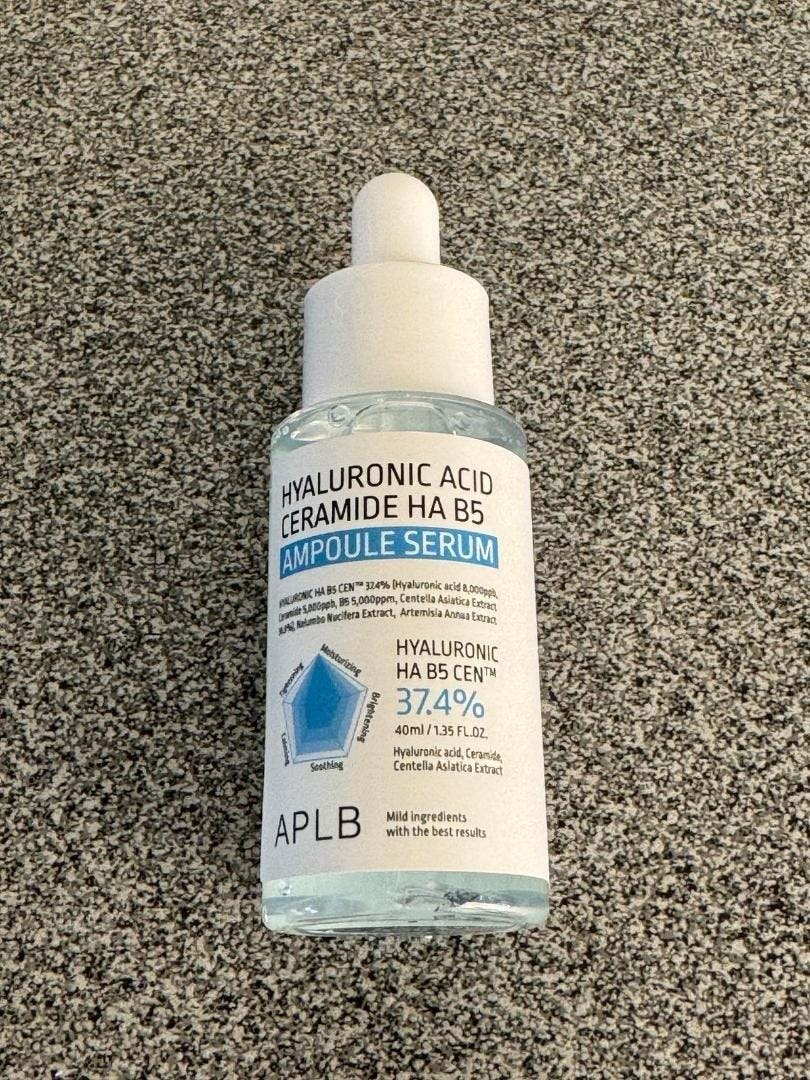 HYALURONIC ACID
CERAMIDE HA B5
AMPOULE SERUM
HYALURONIC HA B5 CEN™ 37.4% (Hyaluronic acid 8,000ppb,
Ceramide 5,000ppb, B5 5,000ppm, Centella Asiatica Extract
Nelumbo Nucifera Extract, Artemisia Annua Extract
Moisturizing
Tightening
Brightening
Calming
Soothing
HYALURONIC
HA B5 CEN™
37.4%
40ml / 1.35 FL.OZ.
Hyaluronic acid, Ceramide,
Centella Asiatica Extract
APLB
Mild ingredients
with the best results